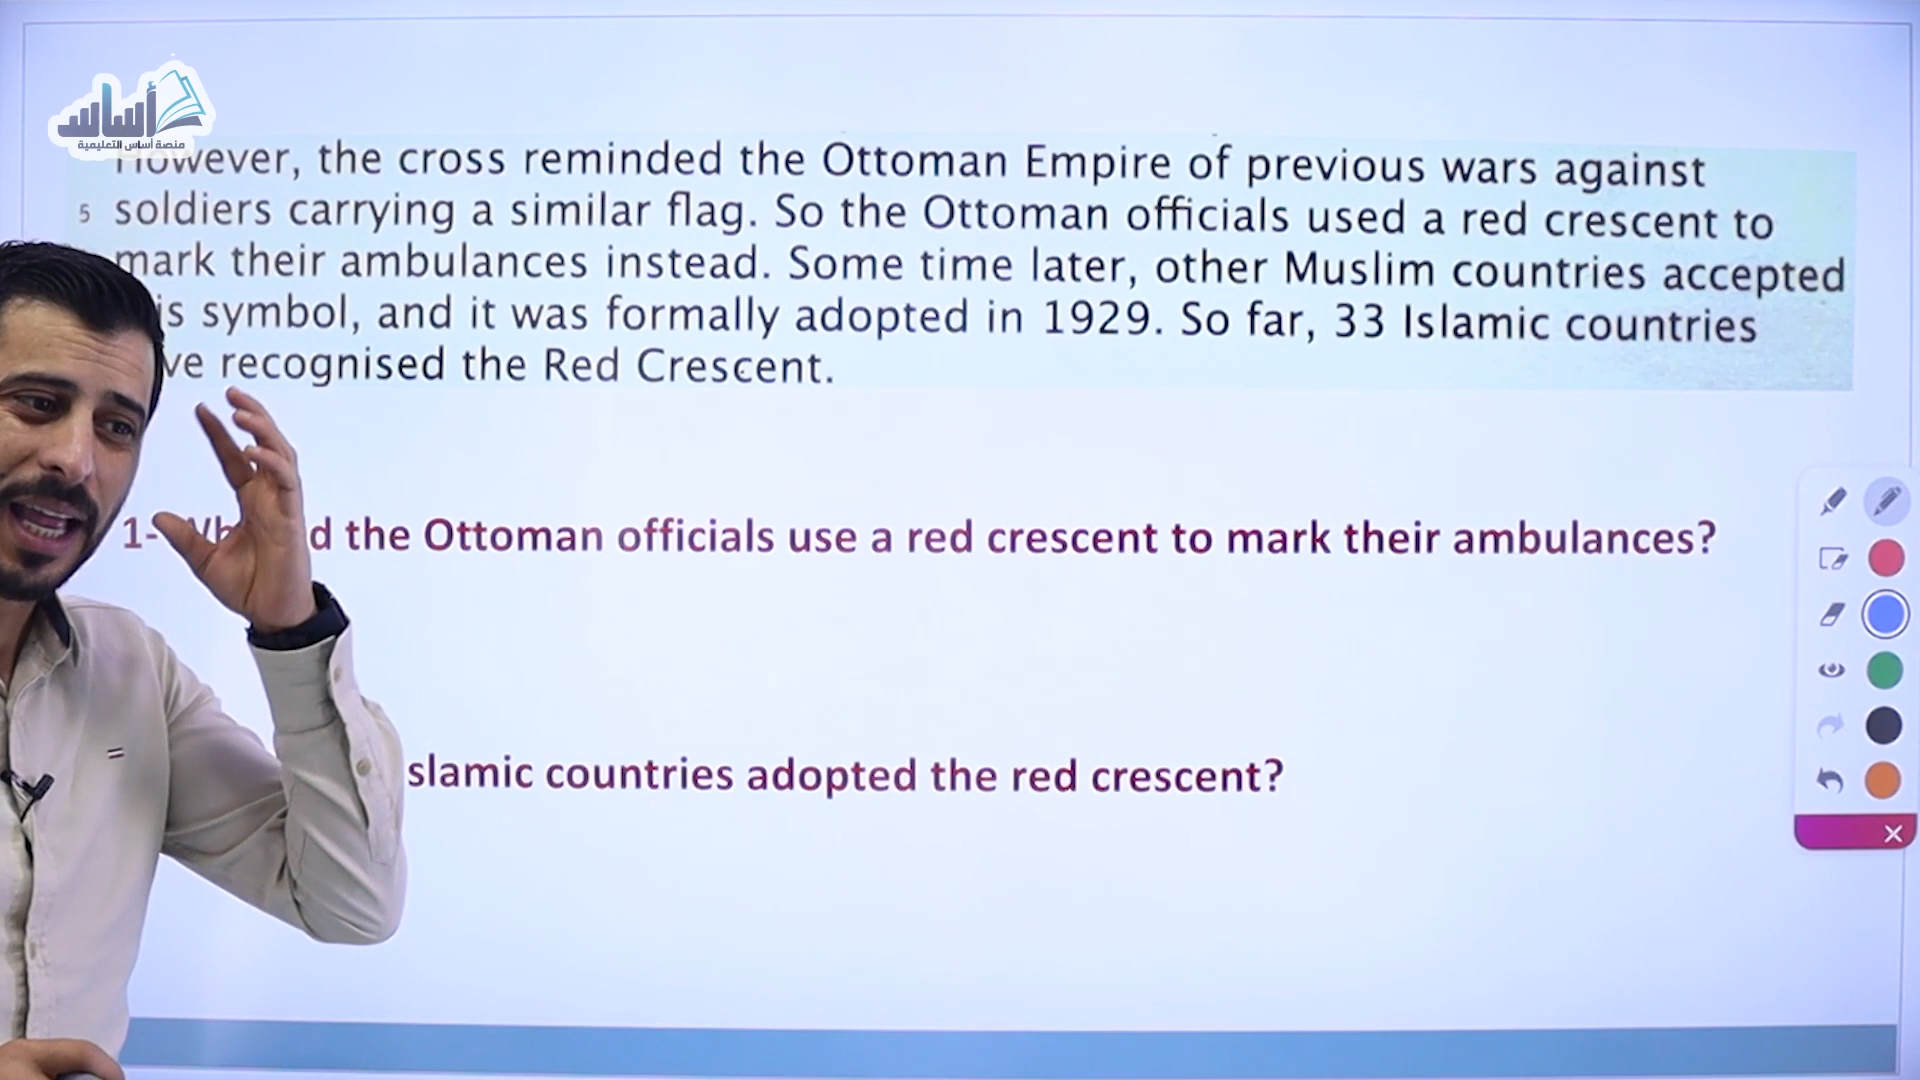 أساس
منصة أساس التعليمية
However, the cross reminded the Ottoman Empire of previous wars against
5 soldiers carrying a similar flag. So the Ottoman officials used a red crescent to
mark their ambulances instead. Some time later, other Muslim countries accepted
is symbol, and it was formally adopted in 1929. So far, 33 Islamic countries
ve recognised the Red Crescent.
1- Wh d the Ottoman officials use a red crescent to mark their ambulances?
slamic countries adopted the red crescent?